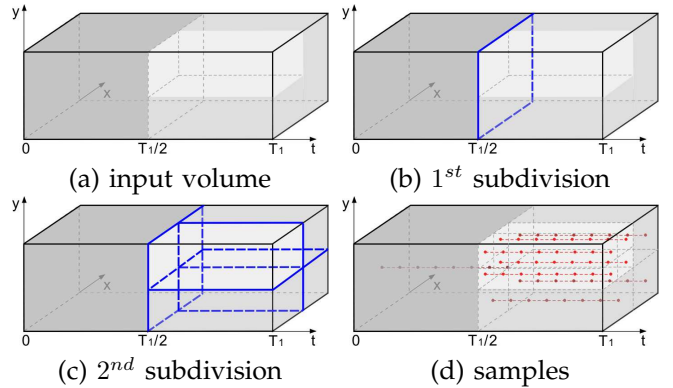 y
x
0 T₁/2 T₁ t
(a) input volume
y
x
0 T₁/2 T₁ t
(b) 1ˢᵗ subdivision
y
x
0 T₁/2 T₁ t
(c) 2ⁿᵈ subdivision
y
x
0 T₁/2 T₁ t
(d) samples